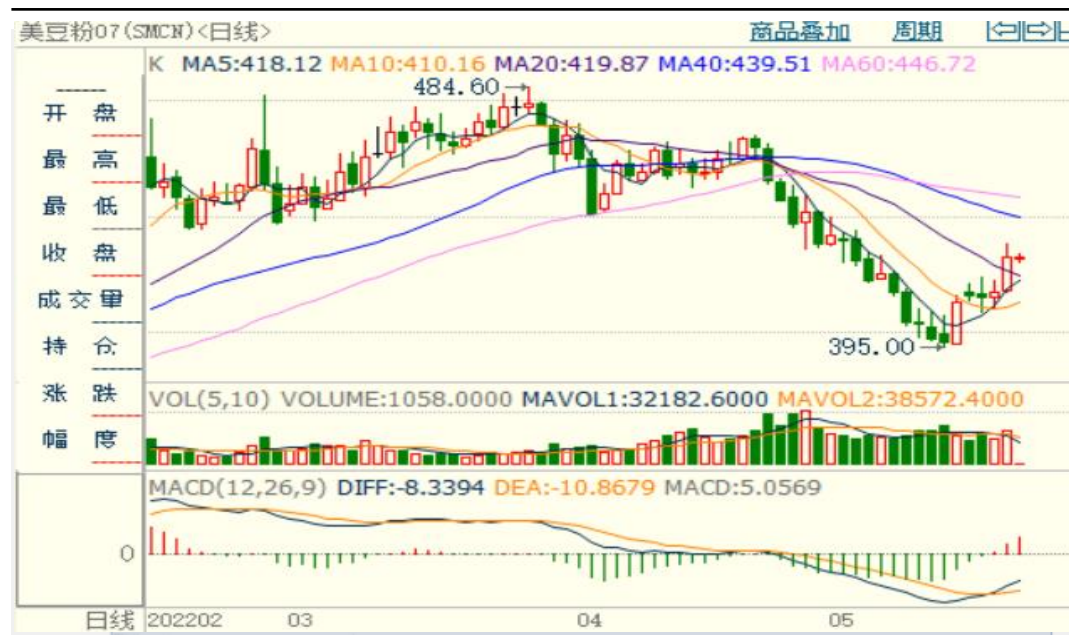 美豆粉07(SMCN)<日线> 商品叠加 周期
K MA5:418.12 MA10:410.16 MA20:419.87 MA40:439.51 MA60:446.72
484.60
开 盘
最 高
最 低
收 盘
成交量
持 仓
395.00
涨 跌
VOL(5,10) VOLUME:1058.0000 MAVOL1:32182.6000 MAVOL2:38572.4000
幅 度
MACD(12,26,9) DIFF:-8.3394 DEA:-10.8679 MACD:5.0569
0
日线 202202 03 04 05